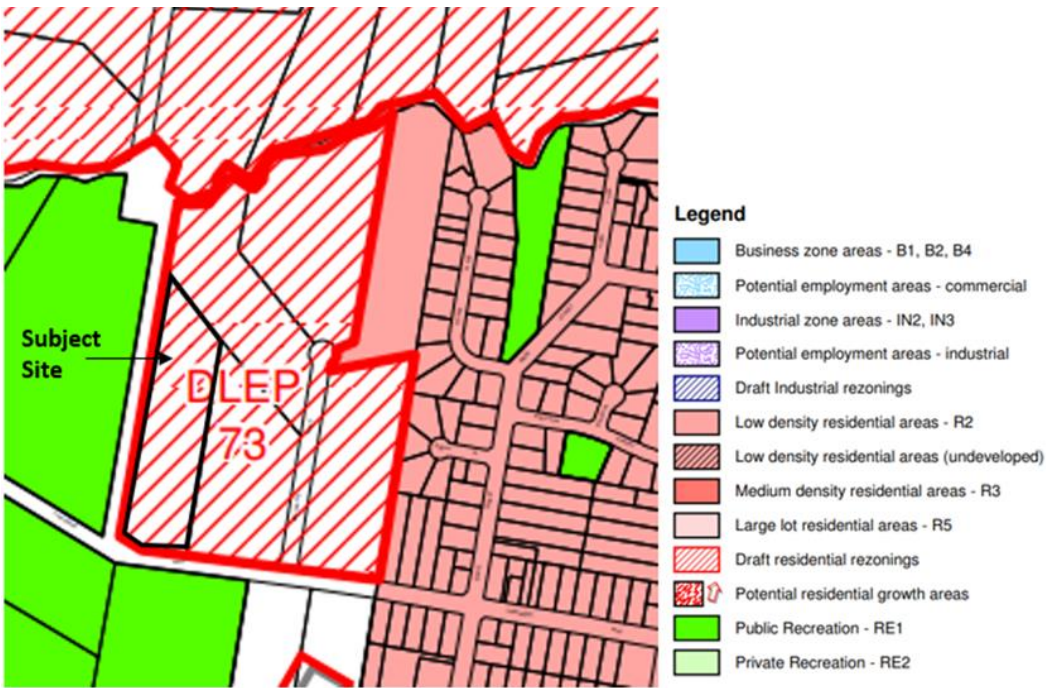 Subject
Site
DLEP
73
Legend
Business zone areas - B1, B2, B4
Potential employment areas - commercial
Industrial zone areas - IN2, IN3
Potential employment areas - industrial
Draft Industrial rezonings
Low density residential areas - R2
Low density residential areas (undeveloped)
Medium density residential areas - R3
Large lot residential areas - R5
Draft residential rezonings
Potential residential growth areas
Public Recreation - RE1
Private Recreation - RE2